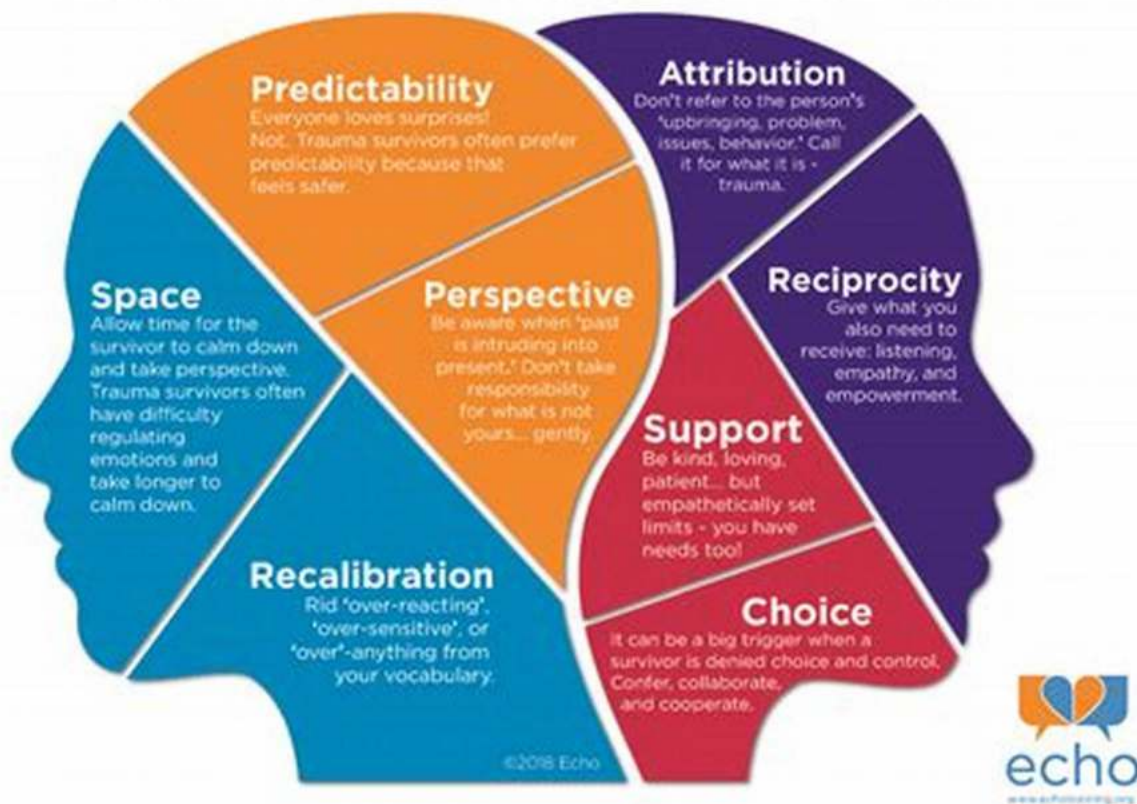 Predictability
Everyone loves surprises!
Not. Trauma survivors often prefer
predictability because that
feels safer.
Attribution
Don't refer to the person's
'upbringing, problem,
issues, behavior.' Call
it for what it is -
trauma.
Space
Allow time for the
survivor to calm down
and take perspective.
Trauma survivors often
have difficulty
regulating
emotions and
take longer to
calm down.
Perspective
Be aware when 'past
is intruding into
present.' Don't take
responsibility
for what is not
yours... gently.
Reciprocity
Give what you
also need to
receive: listening,
empathy, and
empowerment.
Support
Be kind, loving,
patient... but
empathetically set
limits - you have
needs too!
Recalibration
Rid 'over-reacting',
'over-sensitive', or
'over'-anything from
your vocabulary.
Choice
It can be a big trigger when a
survivor is denied choice and control.
Confer, collaborate,
and cooperate.
©2018 Echo
echo